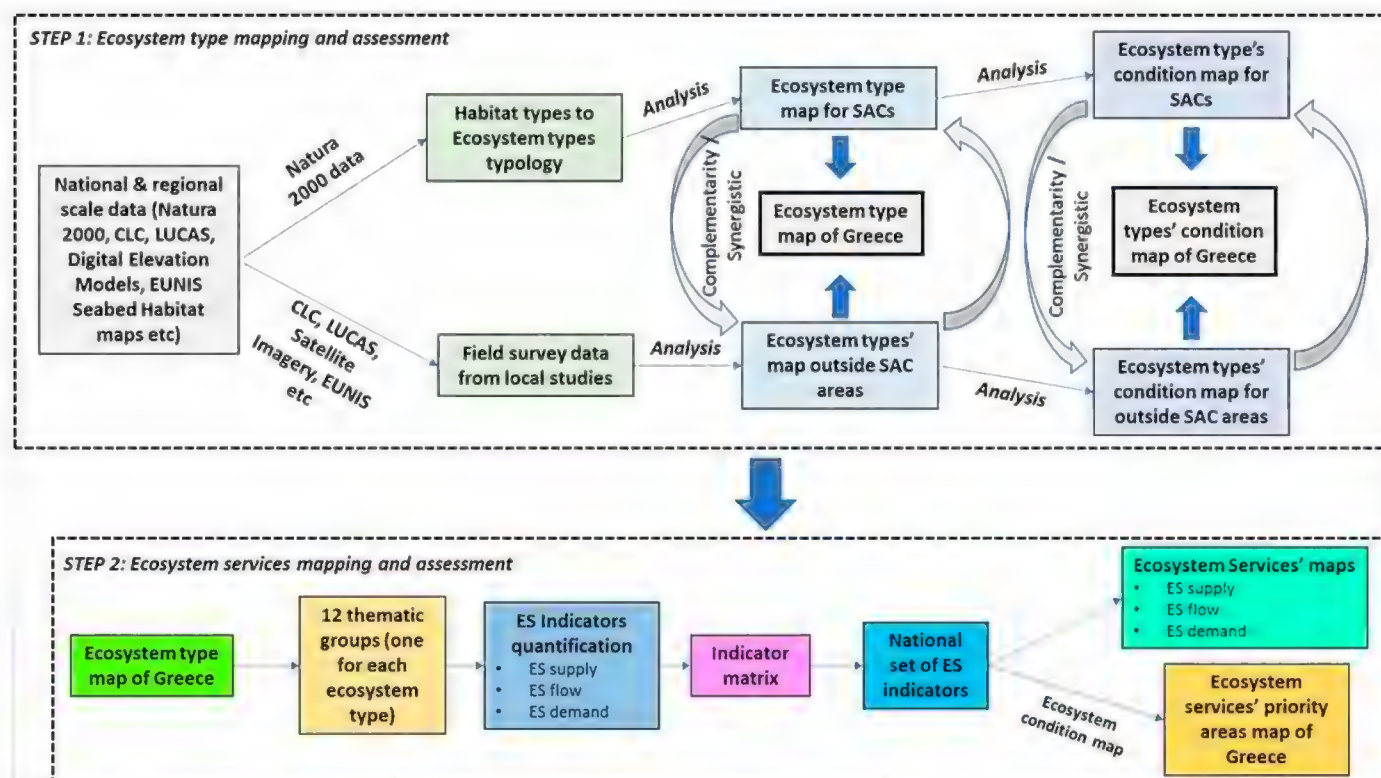 STEP 1: Ecosystem type mapping and assessment
National & regional
scale data (Natura
2000, CLC, LUCAS,
Digital Elevation
Models, EUNIS
Seabed Habitat
maps etc)
Natura
2000 data
CLC, LUCAS,
Satellite
Imagery, EUNIS
etc
Habitat types to
Ecosystem types
typology
Field survey data
from local studies
Analysis
Analysis
Ecosystem type
map for SACs
Complementarity /
Synergistic
Ecosystem type
map of Greece
Ecosystem types'
map outside SAC
areas
Analysis
Analysis
Ecosystem type's
condition map for
SACs
Complementarity /
Synergistic
Ecosystem
types' condition
map of Greece
Ecosystem types'
condition map for
outside SAC areas
STEP 2: Ecosystem services mapping and assessment
Ecosystem type
map of Greece
12 thematic
groups (one
for each
ecosystem
type)
ES Indicators
quantification
• ES supply
• ES flow
• ES demand
Indicator
matrix
National
set of ES
indicators
Ecosystem
condition map
Ecosystem Services' maps
• ES supply
• ES flow
• ES demand
Ecosystem
services' priority
areas map of
Greece